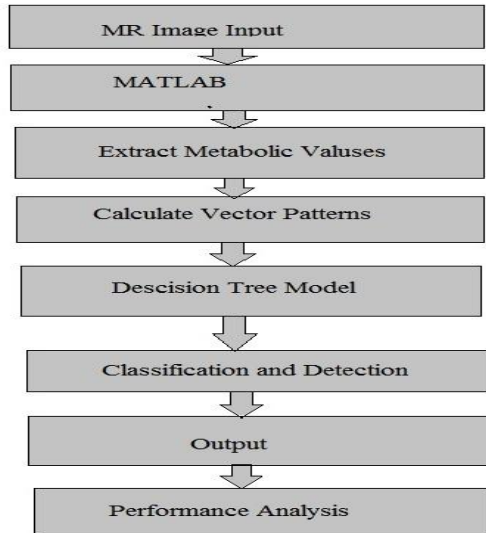 MR Image Input
MATLAB
Extract Metabolic Valuses
Calculate Vector Patterns
Descision Tree Model
Classification and Detection
Output
Performance Analysis